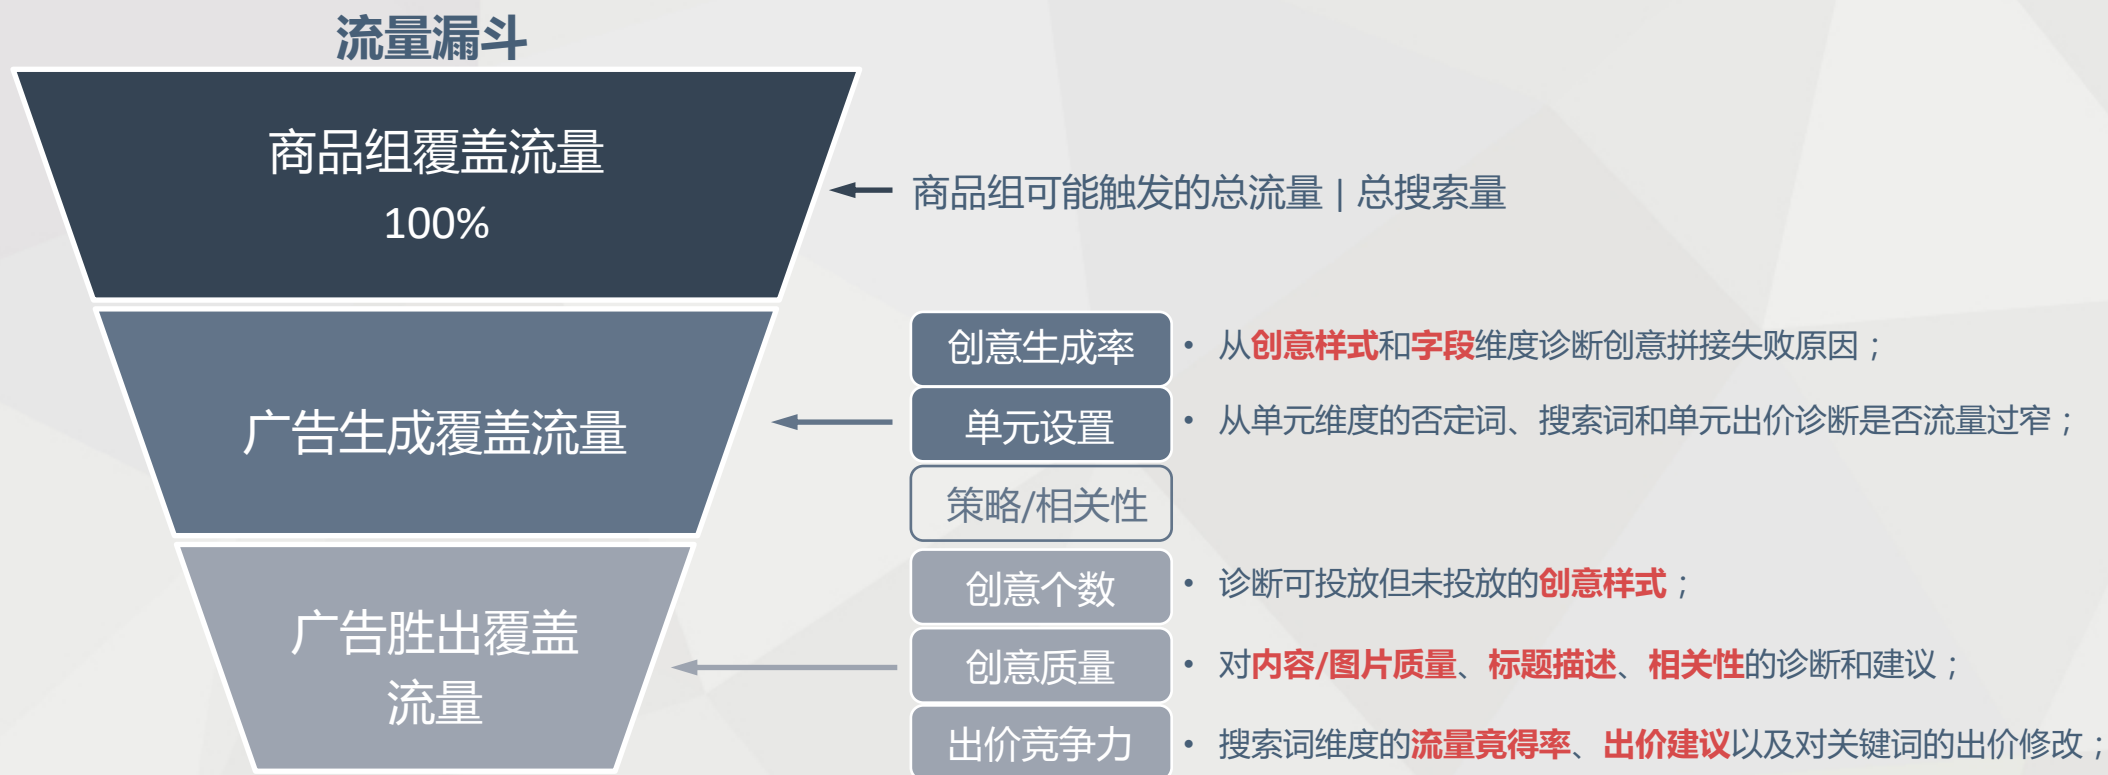 流量漏斗
商品组覆盖流量
100%
商品组可能触发的总流量 | 总搜索量
广告生成覆盖流量
创意生成率
• 从创意样式和字段维度诊断创意拼接失败原因；
单元设置
• 从单元维度的否定词、搜索词和单元出价诊断是否流量过窄；
策略/相关性
广告胜出覆盖
流量
创意个数
• 诊断可投放但未投放的创意样式；
创意质量
• 对内容/图片质量、标题描述、相关性的诊断和建议；
出价竞争力
• 搜索词维度的流量竞得率、出价建议以及对关键词的出价修改；